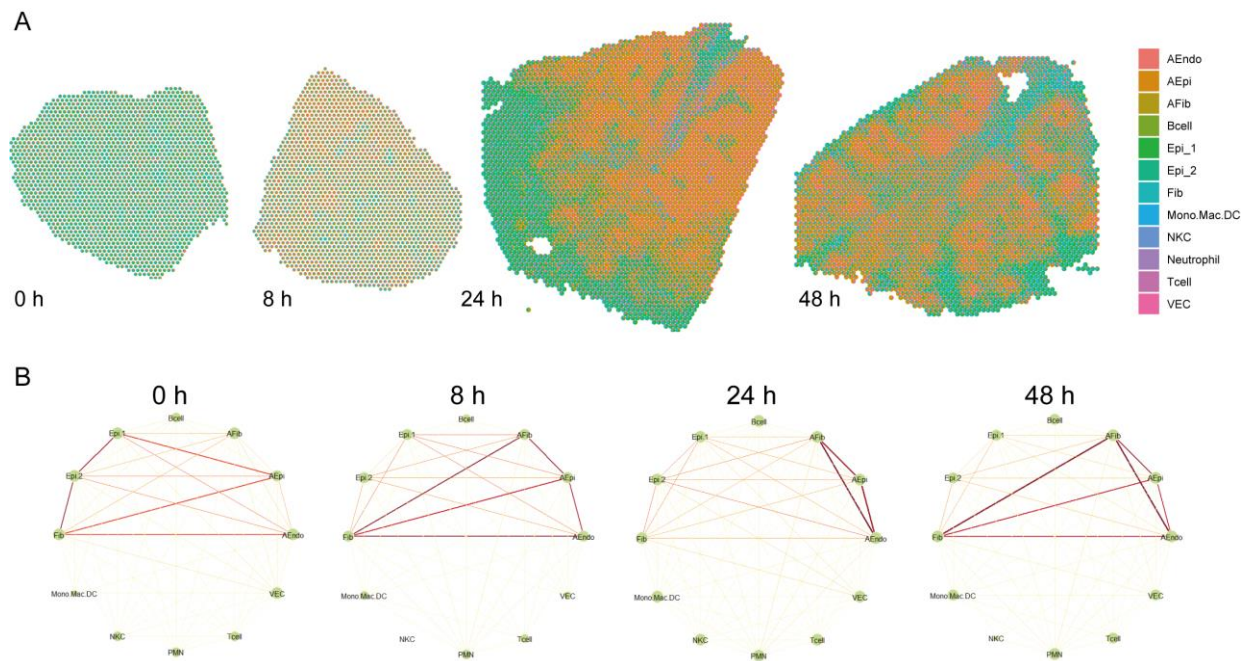 A
0 h
8 h
24 h
48 h
AEndo
AEpi
AFib
Bcell
Epi_1
Epi_2
Fib
Mono.Mac.DC
NKC
Neutrophil
Tcell
VEC
B
0 h
Bcell
Epi.1
AFib
Epi.2
AEpi
Fib
AEndo
Mono.Mac.DC
VEC
NKC
Tcell
PMN
8 h
Bcell
Epi.1
AFib
Epi.2
AEpi
Fib
AEndo
Mono.Mac.DC
VEC
NKC
Tcell
PMN
24 h
Bcell
Epi.1
AFib
Epi.2
AEpi
Fib
AEndo
Mono.Mac.DC
VEC
NKC
Tcell
PMN
48 h
Bcell
Epi.1
AFib
Epi.2
AEpi
Fib
AEndo
Mono.Mac.DC
VEC
NKC
Tcell
PMN